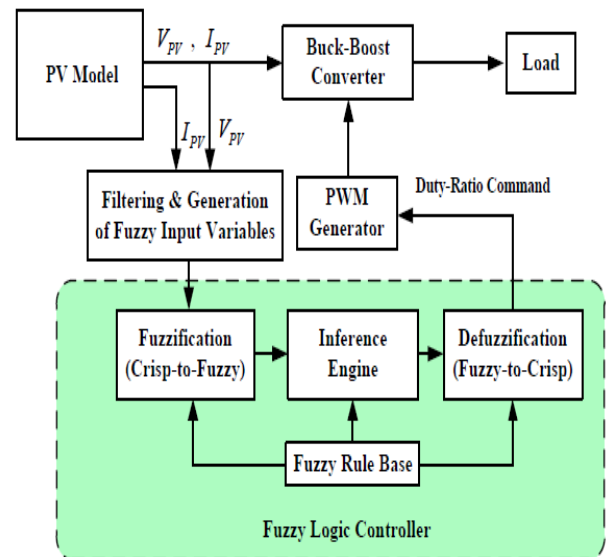 PV Model
V_PV , I_PV
Buck-Boost
Converter
Load
I_PV
V_PV
Filtering & Generation
of Fuzzy Input Variables
PWM
Generator
Duty-Ratio Command
Fuzzification
(Crisp-to-Fuzzy)
Inference
Engine
Defuzzification
(Fuzzy-to-Crisp)
Fuzzy Rule Base
Fuzzy Logic Controller